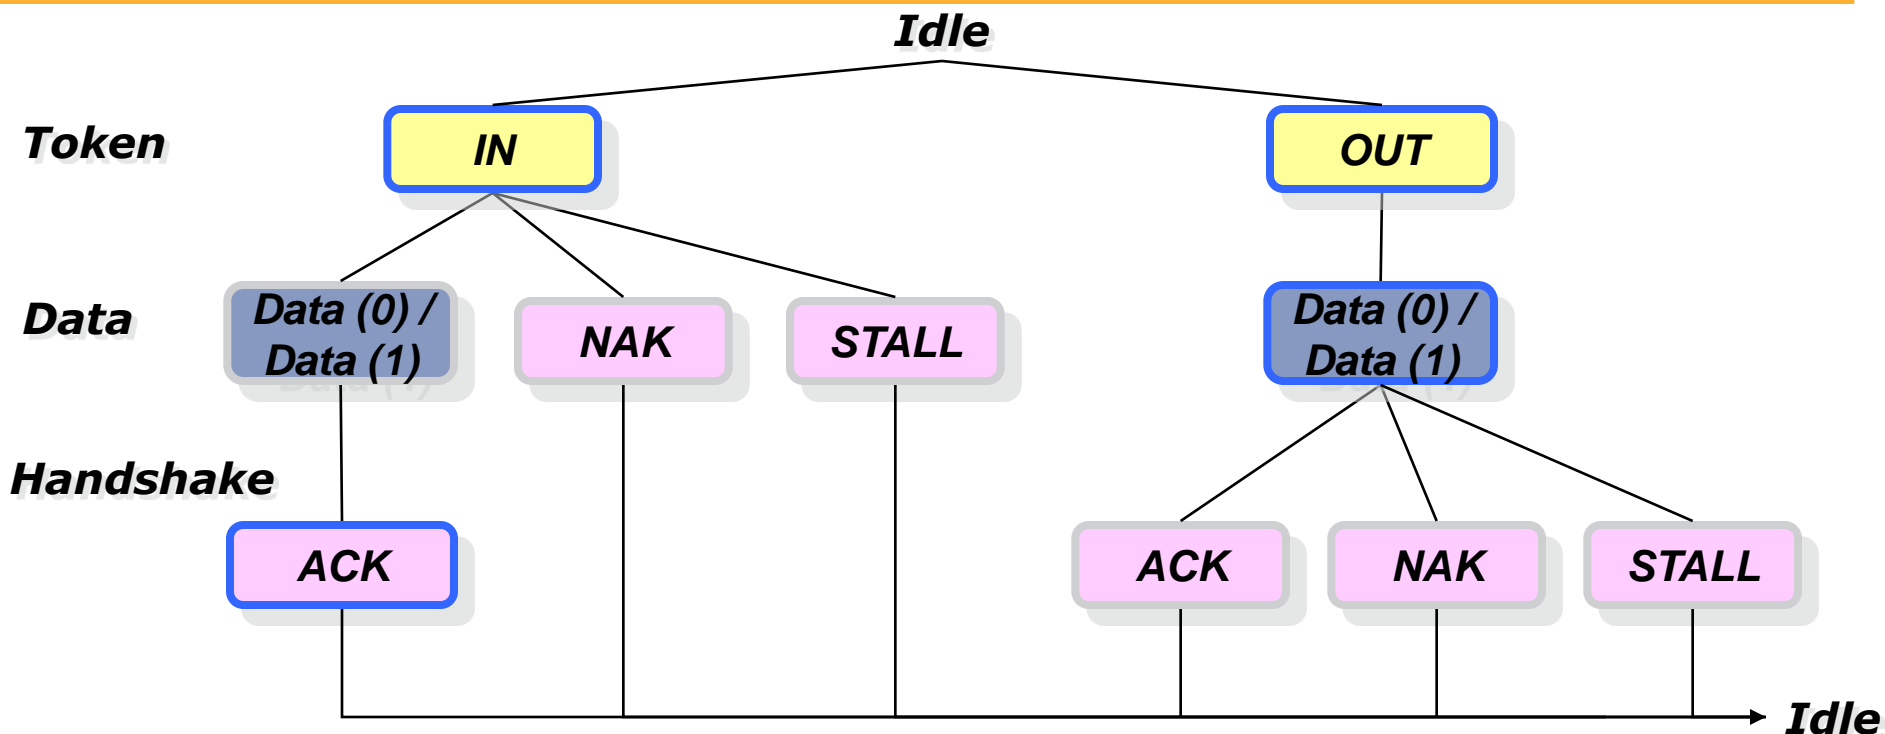 Idle
Token
IN
OUT
Data
Data (0) /
Data (1)
NAK
STALL
Data (0) /
Data (1)
Handshake
ACK
ACK
NAK
STALL
Idle